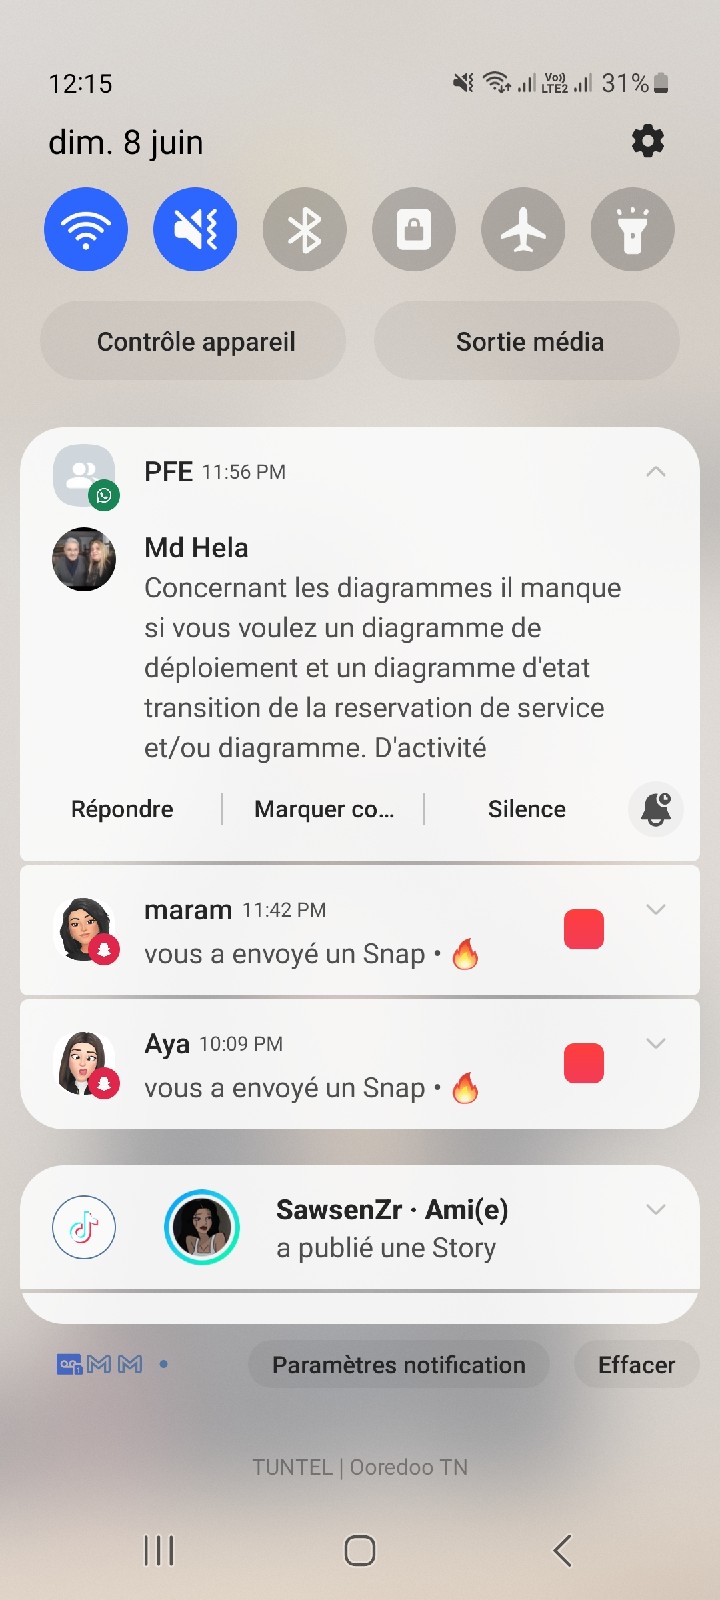 12:15
Vo)) LTE2 31%
dim. 8 juin
Contrôle appareil
Sortie média
PFE 11:56 PM
Md Hela
Concernant les diagrammes il manque
si vous voulez un diagramme de
déploiement et un diagramme d'etat
transition de la reservation de service
et/ou diagramme. D'activité
Répondre
Marquer co...
Silence
maram 11:42 PM
vous a envoyé un Snap • 🔥
Aya 10:09 PM
vous a envoyé un Snap • 🔥
SawsenZr · Ami(e)
a publié une Story
Paramètres notification
Effacer
TUNTEL | Ooredoo TN